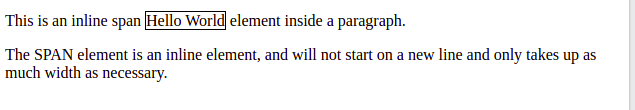 This is an inline span Hello World element inside a paragraph.
The SPAN element is an inline element, and will not start on a new line and only takes up as
much width as necessary.